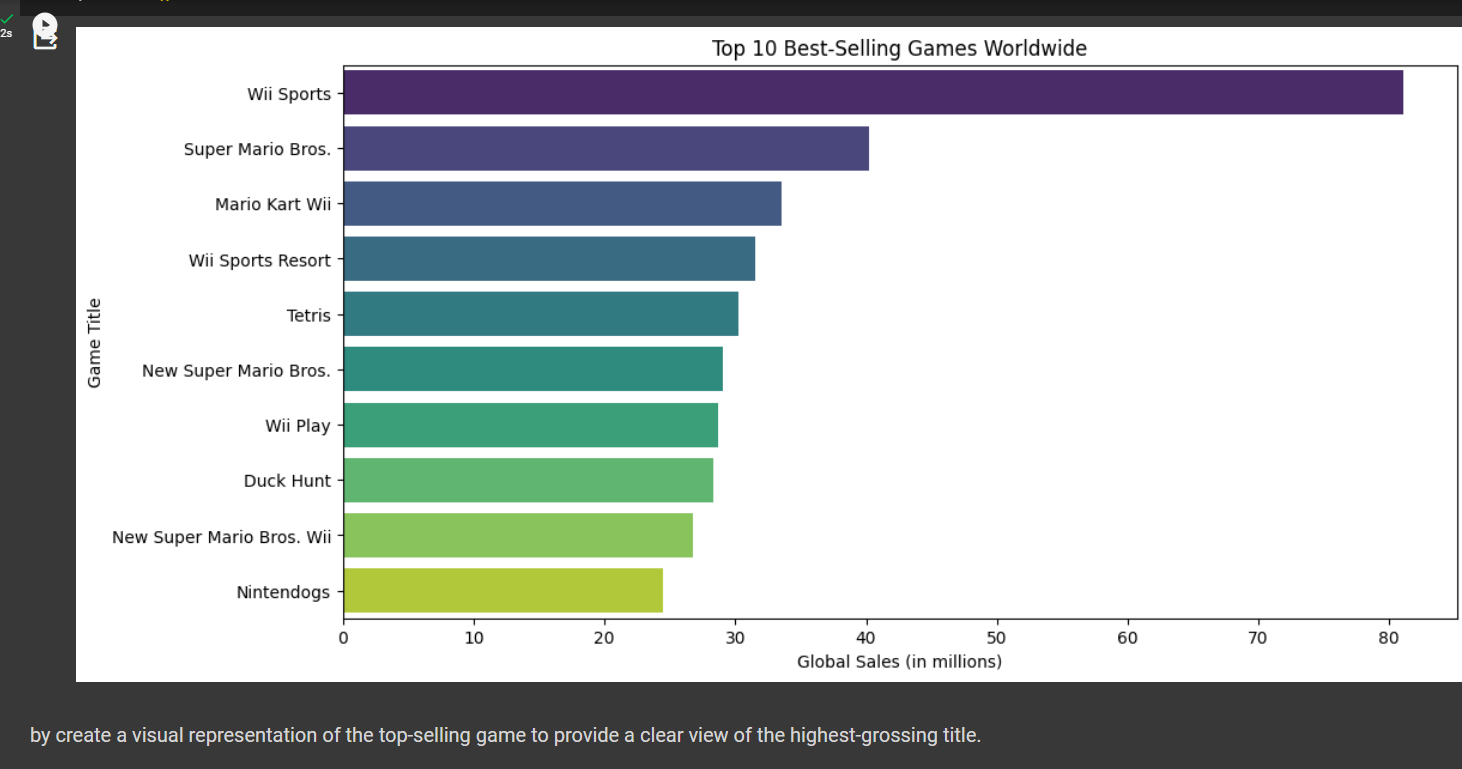 2s
Top 10 Best-Selling Games Worldwide
Wii Sports
Super Mario Bros.
Mario Kart Wii
Wii Sports Resort
Tetris
New Super Mario Bros.
Wii Play
Duck Hunt
New Super Mario Bros. Wii
Nintendogs
Game Title
0 10 20 30 40 50 60 70 80
Global Sales (in millions)
by create a visual representation of the top-selling game to provide a clear view of the highest-grossing title.